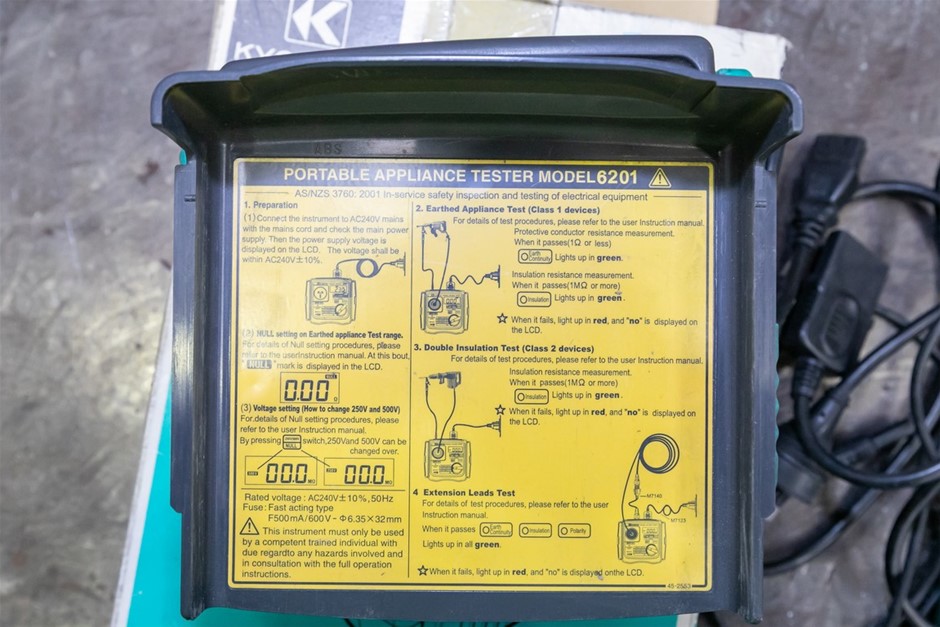 ABS
PORTABLE APPLIANCE TESTER MODEL6201
AS/NZS 3760: 2001 In-service safety inspection and testing of electrical equipment
1. Preparation
(1) Connect the instrument to AC240V mains
with the mains cord and check the main power
supply. Then the power supply voltage is
displayed on the LCD. The voltage shall be
within AC240V±10%.
(2) NULL setting on Earthed appliance Test range.
For details of Null setting procedures, please
refer to the userInstruction manual. At this bout,
"NULL" mark is displayed in the LCD.
NULL
0.00 Ω
(3) Voltage setting (How to change 250V and 500V)
For.details of Null setting procedures, please
refer to the user Instruction manual.
By pressing NULL switch,250Vand 500V can be
changed over.
00.0 MΩ
00.0 MΩ
Rated voltage : AC240V±10%,50Hz
Fuse : Fast acting type
F500mA/600V-Φ6.35×32mm
This instrument must only be used
by a competent trained individual with
due regardto any hazards involved and
in consultation with the full operation
instructions.
2. Earthed Appliance Test (Class 1 devices)
For details of test procedures, please refer to the user Instruction manual.
Protective conductor resistance measurement.
When it passes(1Ω or less)
Earth Continuity Lights up in green.
Insulation resistance measurement.
When it passes(1MΩ or more)
Insulation Lights up in green.
☆ When it fails, light up in red, and "no" is displayed on
the LCD.
3. Double Insulation Test (Class 2 devices)
For details of test procedures, please refer to the user Instruction manual.
Insulation resistance measurement.
When it passes(1MΩ or more)
Insulation Lights up in green.
☆ When it fails, light up in red, and "no" is displayed on
the LCD.
4 Extension Leads Test
For details of test procedures, please refer to the user
Instruction manual.
When it passes Earth Continuity Insulation Polarity
Lights up in all green.
M7140
M7123
☆When it fails, light up in red, and "no" is displayed onthe LCD.